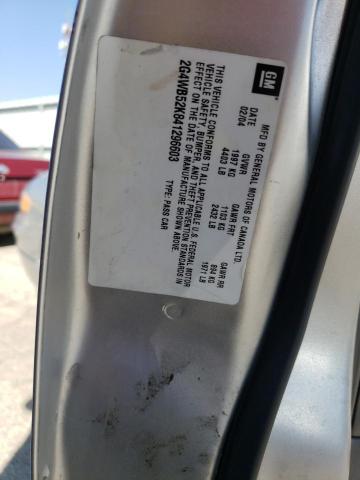 GM
MFG BY GENERAL MOTORS OF CANADA LTD.
DATE GVWR GAWR FRT GAWR RR
02/04 1997 KG 1103 KG 894 KG
4403 LB 2432 LB 1971 LB
THIS VEHICLE CONFORMS TO ALL APPLICABLE U.S. FEDERAL MOTOR
VEHICLE SAFETY, BUMPER, AND THEFT PREVENTION STANDARDS IN
EFFECT ON THE DATE OF MANUFACTURE SHOWN ABOVE.
2G4WB52K841296603 TYPE: PASS CAR